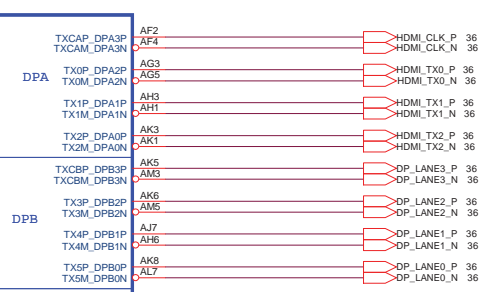 TXCAP_DPA3P AF2 HDMI_CLK_P 36
TXCAM_DPA3N AF4 HDMI_CLK_N 36
DPA
TX0P_DPA2P AG3 HDMI_TX0_P 36
TX0M_DPA2N AG5 HDMI_TX0_N 36
TX1P_DPA1P AH3 HDMI_TX1_P 36
TX1M_DPA1N AH1 HDMI_TX1_N 36
TX2P_DPA0P AK3 HDMI_TX2_P 36
TX2M_DPA0N AK1 HDMI_TX2_N 36
TXCBP_DPB3P AK5 DP_LANE3_P 36
TXCBM_DPB3N AM3 DP_LANE3_N 36
TX3P_DPB2P AK6 DP_LANE2_P 36
TX3M_DPB2N AM5 DP_LANE2_N 36
DPB
TX4P_DPB1P AJ7 DP_LANE1_P 36
TX4M_DPB1N AH6 DP_LANE1_N 36
TX5P_DPB0P AK8 DP_LANE0_P 36
TX5M_DPB0N AL7 DP_LANE0_N 36